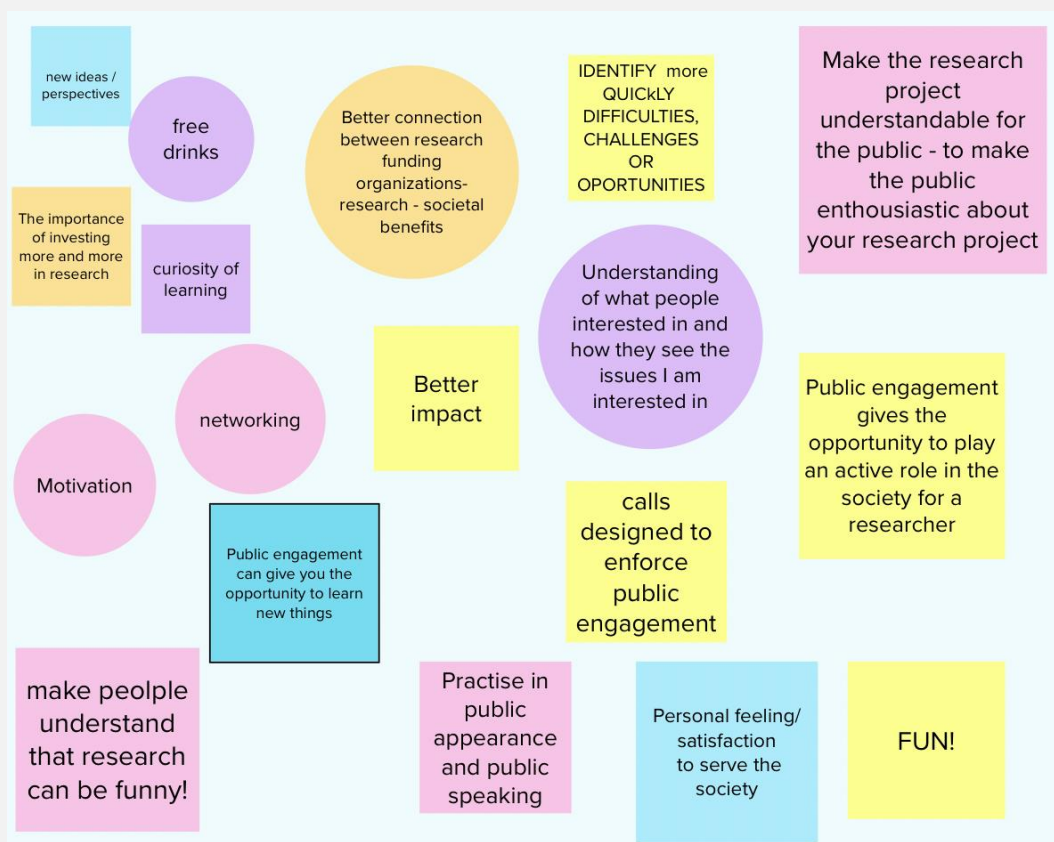 new ideas /
perspectives
free
drinks
Better connection
between research
funding
organizations-
research - societal
benefits
IDENTIFY more
QUICkLY
DIFFICULTIES,
CHALLENGES
OR
OPORTUNITIES
Make the research
project
understandable for
the public - to make
the public
enthousiastic about
your research project
The importance
of investing
more and more
in research
curiosity of
learning
Understanding
of what people
interested in and
how they see the
issues I am
interested in
Better
impact
networking
Motivation
Public engagement
gives the
opportunity to play
an active role in the
society for a
researcher
Public engagement
can give you the
opportunity to learn
new things
calls
designed to
enforce
public
engagement
make peolple
understand
that research
can be funny!
Practise in
public
appearance
and public
speaking
Personal feeling/
satisfaction
to serve the
society
FUN!